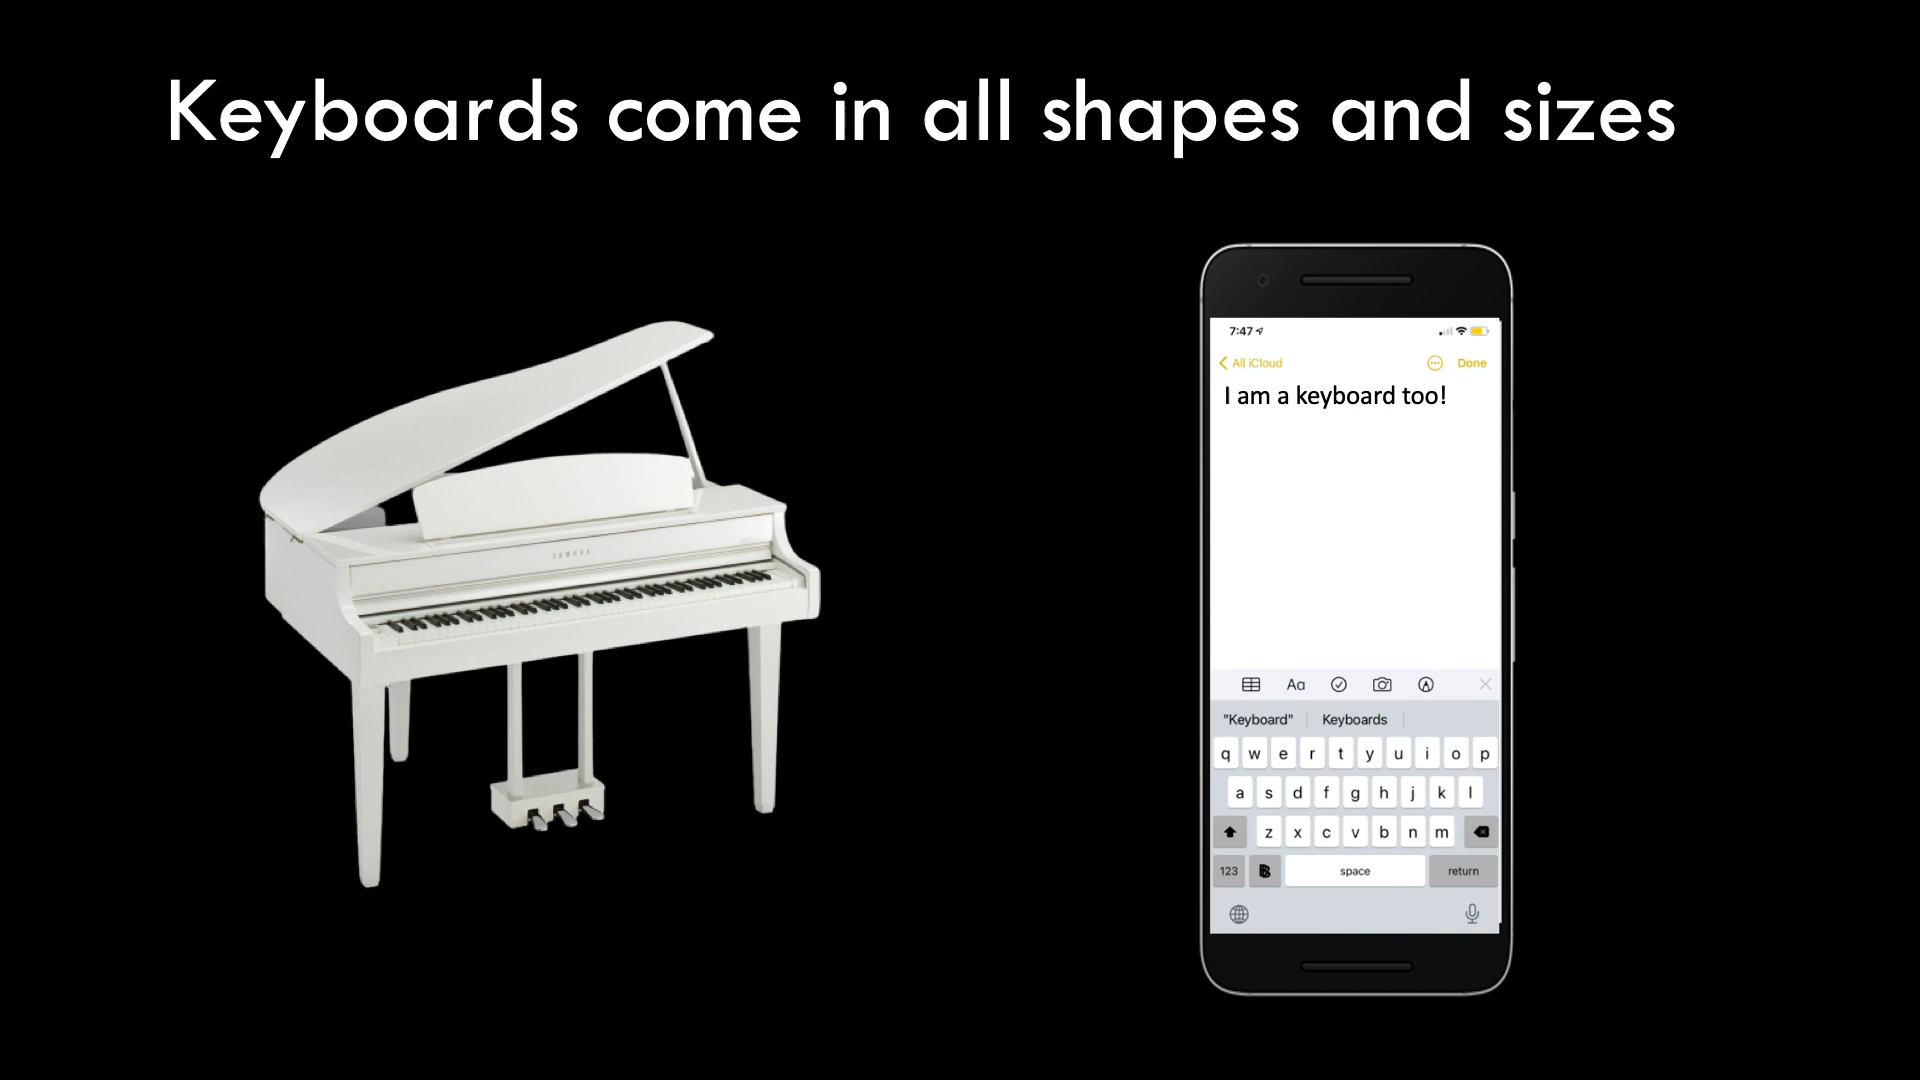 Keyboards come in all shapes and sizes
YAMAHA
7:47
All iCloud
Done
I am a keyboard too!
Aa
"Keyboard" Keyboards
q w e r t y u i o p
a s d f g h j k l
z x c v b n m
123 B space return